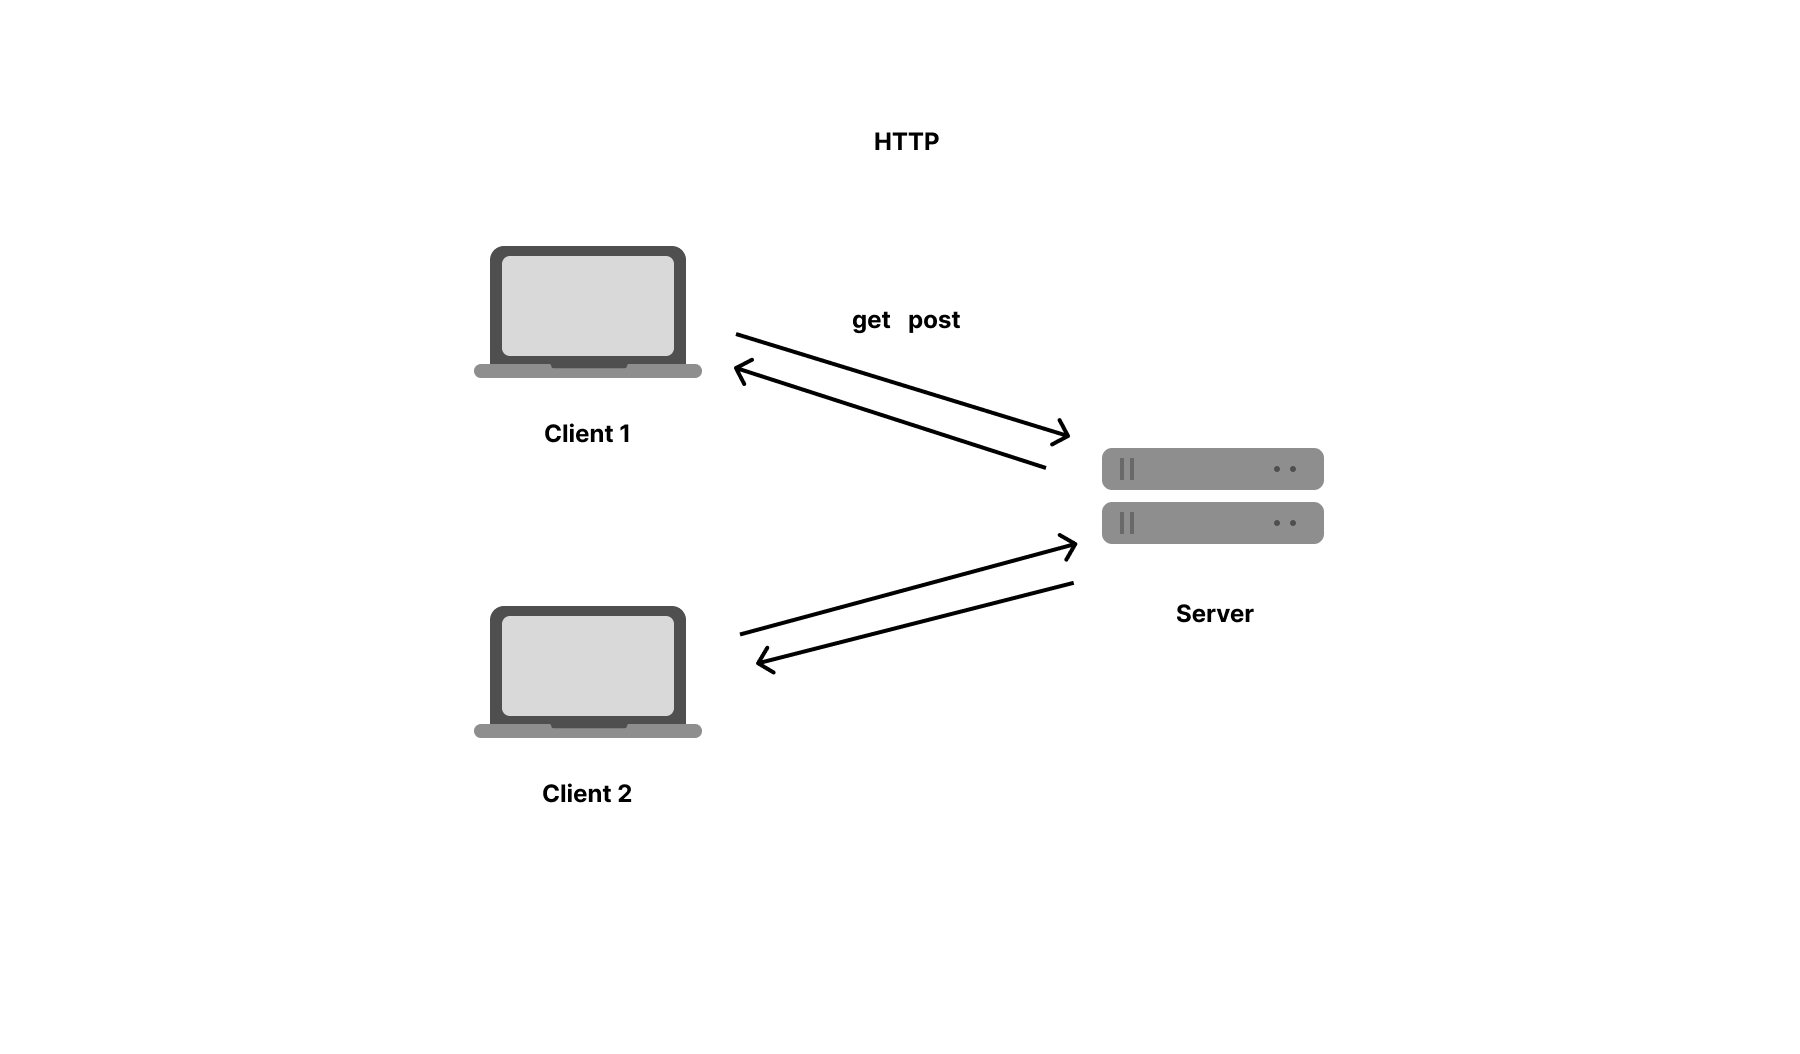 HTTP
get post
Client 1
Server
Client 2